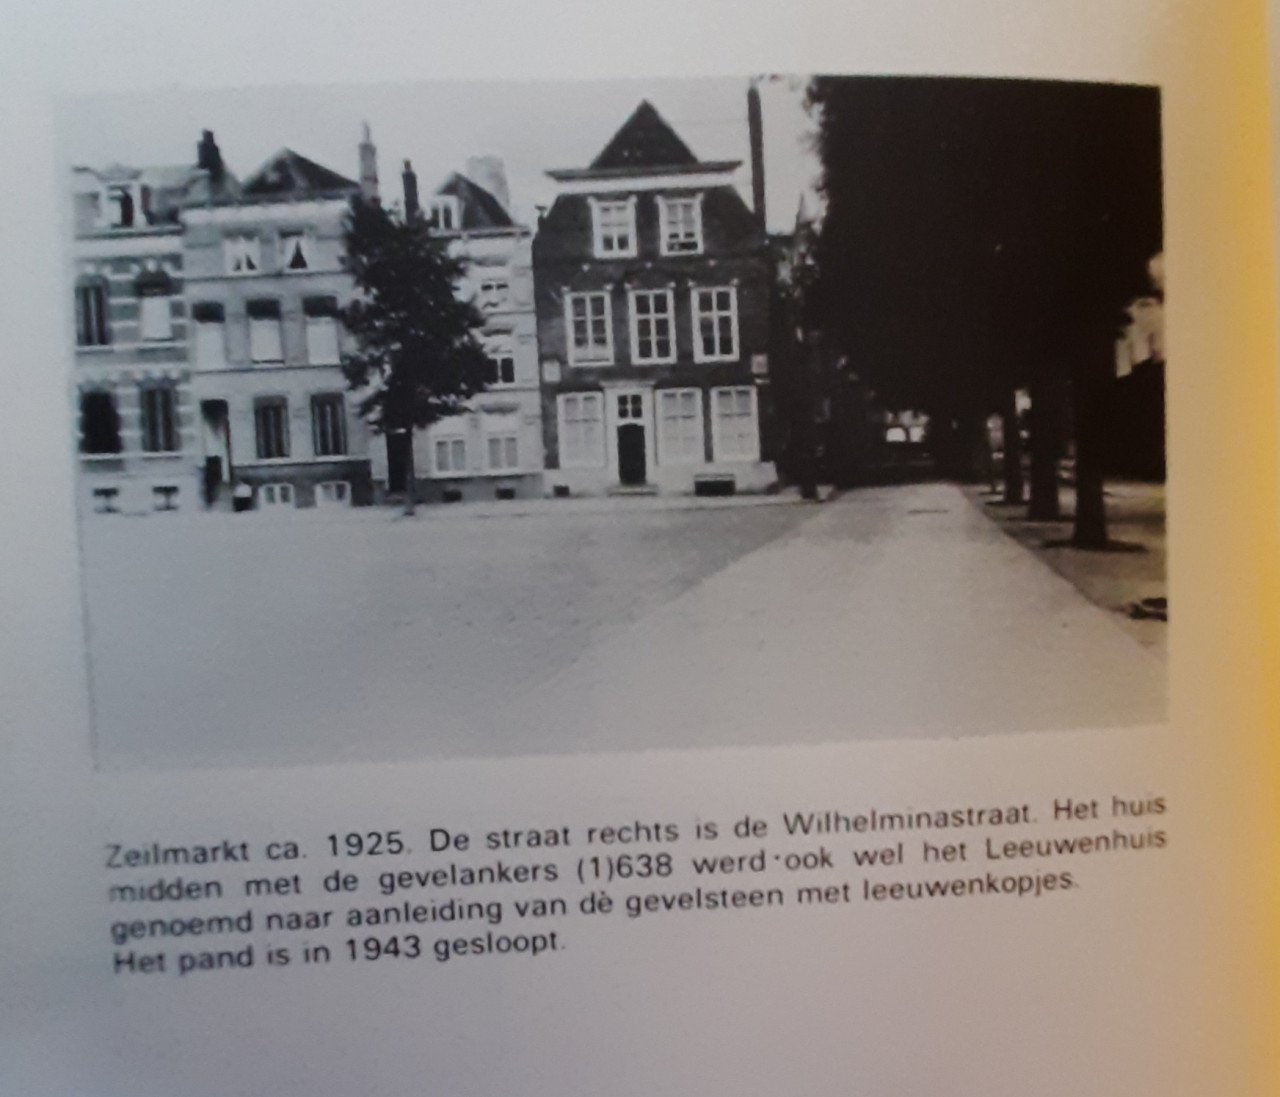 Zeilmarkt ca. 1925. De straat rechts is de Wilhelminastraat. Het huis
midden met de gevelankers (1)638 werd ook wel het Leeuwenhuis
genoemd naar aanleiding van dè gevelsteen met leeuwenkopjes.
Het pand is in 1943 gesloopt.